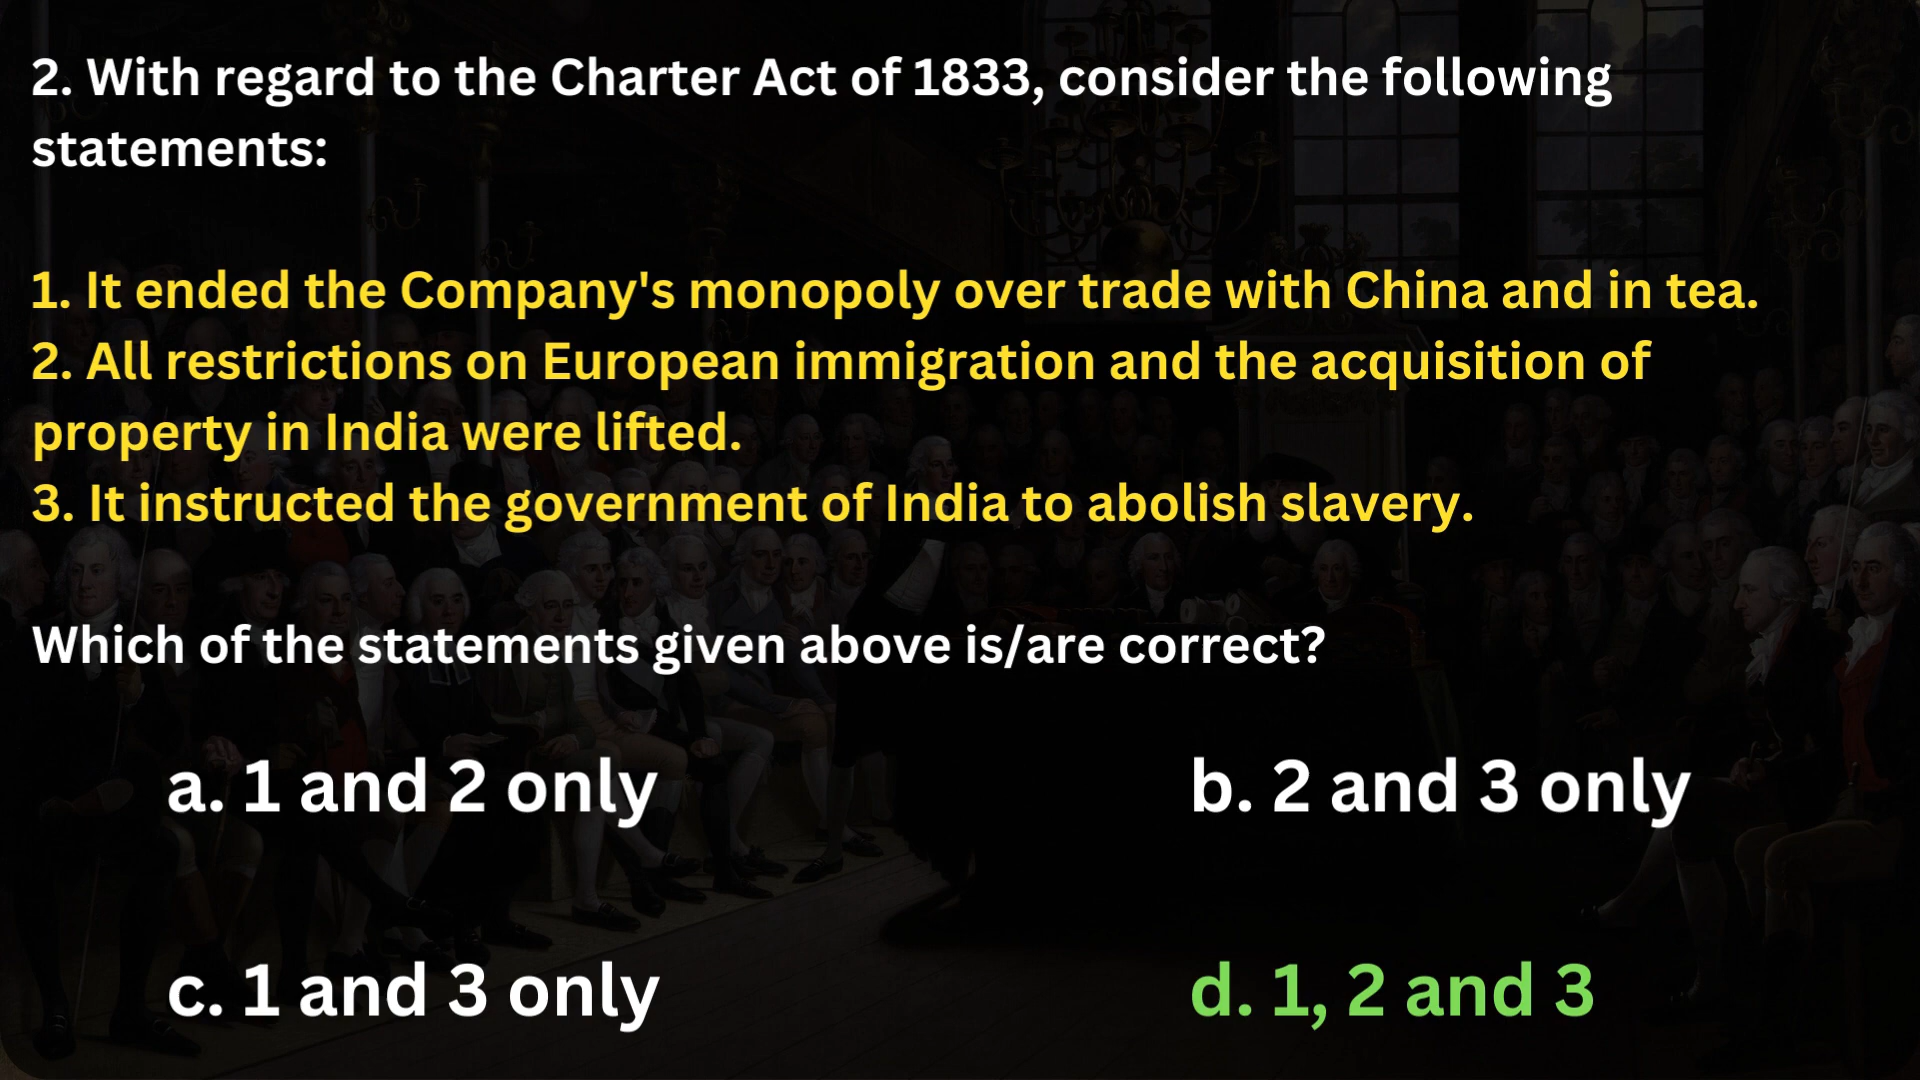 2. With regard to the Charter Act of 1833, consider the following
statements:
1. It ended the Company's monopoly over trade with China and in tea.
2. All restrictions on European immigration and the acquisition of
property in India were lifted.
3. It instructed the government of India to abolish slavery.
Which of the statements given above is/are correct?
a. 1 and 2 only
b. 2 and 3 only
c. 1 and 3 only
d. 1, 2 and 3